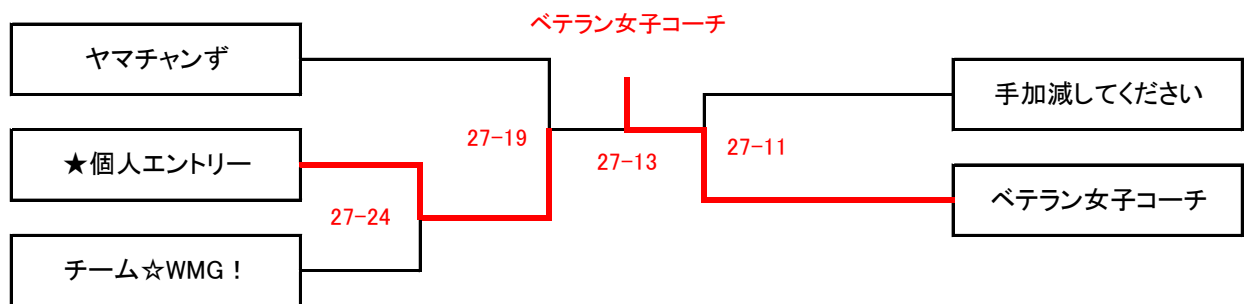 ベテラン女子コーチ
ヤマチャンず
手加減してください
27-19
27-13
27-11
★個人エントリー
ベテラン女子コーチ
27-24
チーム☆WMG！